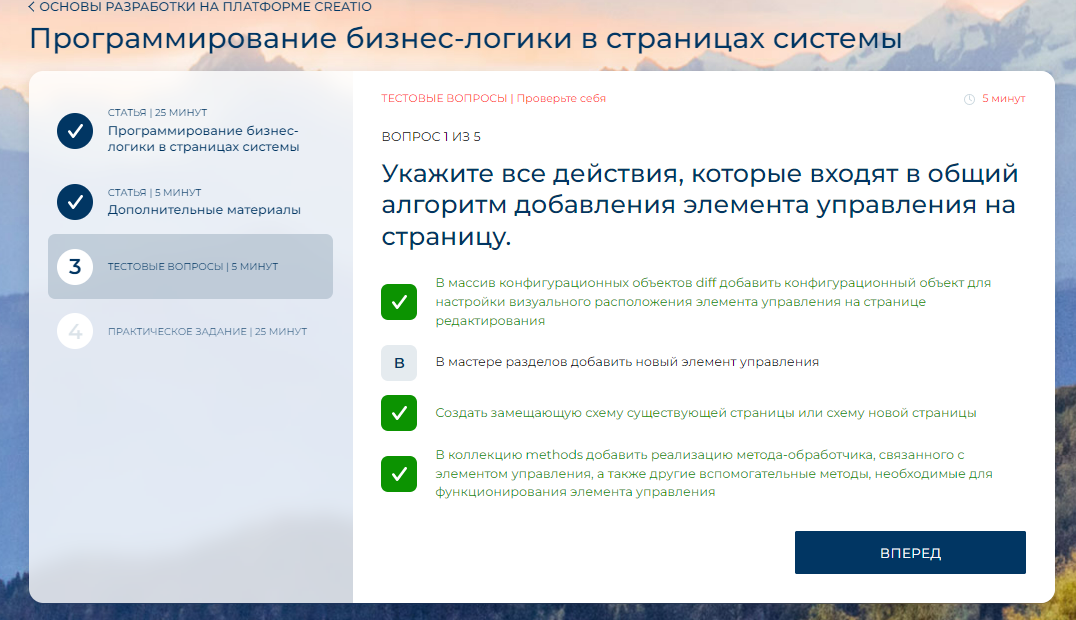 ОСНОВЫ РАЗРАБОТКИ НА ПЛАТФОРМЕ CREATIO
Программирование бизнес-логики в страницах системы
СТАТЬЯ | 25 МИНУТ
Программирование бизнес-
логики в страницах системы
СТАТЬЯ | 5 МИНУТ
Дополнительные материалы
3
ТЕСТОВЫЕ ВОПРОСЫ | 5 МИНУТ
4
ПРАКТИЧЕСКОЕ ЗАДАНИЕ | 25 МИНУТ
ТЕСТОВЫЕ ВОПРОСЫ | Проверьте себя
5 минут
ВОПРОС 1 ИЗ 5
Укажите все действия, которые входят в общий
алгоритм добавления элемента управления на
страницу.
В массив конфигурационных объектов diff добавить конфигурационный объект для
настройки визуального расположения элемента управления на странице
редактирования
B
В мастере разделов добавить новый элемент управления
Создать замещающую схему существующей страницы или схему новой страницы
В коллекцию methods добавить реализацию метода-обработчика, связанного с
элементом управления, а также другие вспомогательные методы, необходимые для
функционирования элемента управления
ВПЕРЕД